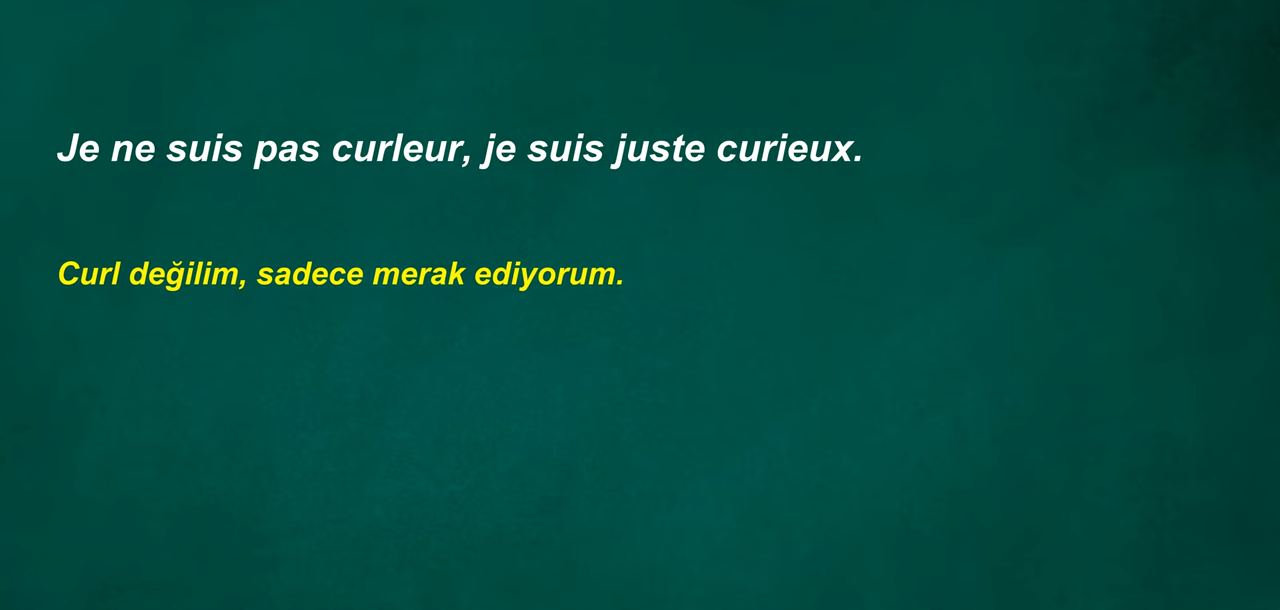 Je ne suis pas curleur, je suis juste curieux.
Curl değilim, sadece merak ediyorum.